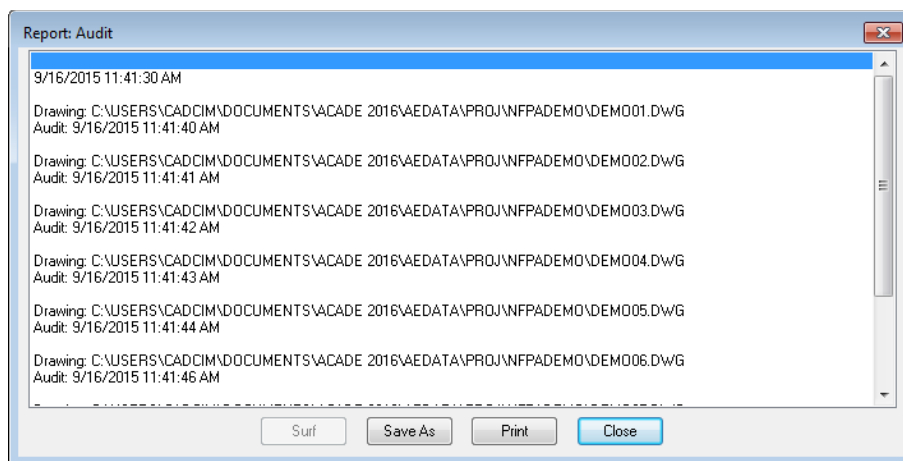 Report: Audit
9/16/2015 11:41:30 AM
Drawing: C:\USERS\CADCIM\DOCUMENTS\ACADE 2016\AEDATA\PROJ\NFPADEMO\DEMO01.DWG
Audit: 9/16/2015 11:41:40 AM
Drawing: C:\USERS\CADCIM\DOCUMENTS\ACADE 2016\AEDATA\PROJ\NFPADEMO\DEMO02.DWG
Audit: 9/16/2015 11:41:41 AM
Drawing: C:\USERS\CADCIM\DOCUMENTS\ACADE 2016\AEDATA\PROJ\NFPADEMO\DEMO03.DWG
Audit: 9/16/2015 11:41:42 AM
Drawing: C:\USERS\CADCIM\DOCUMENTS\ACADE 2016\AEDATA\PROJ\NFPADEMO\DEMO04.DWG
Audit: 9/16/2015 11:41:43 AM
Drawing: C:\USERS\CADCIM\DOCUMENTS\ACADE 2016\AEDATA\PROJ\NFPADEMO\DEMO05.DWG
Audit: 9/16/2015 11:41:44 AM
Drawing: C:\USERS\CADCIM\DOCUMENTS\ACADE 2016\AEDATA\PROJ\NFPADEMO\DEMO06.DWG
Audit: 9/16/2015 11:41:46 AM
Surf Save As Print Close